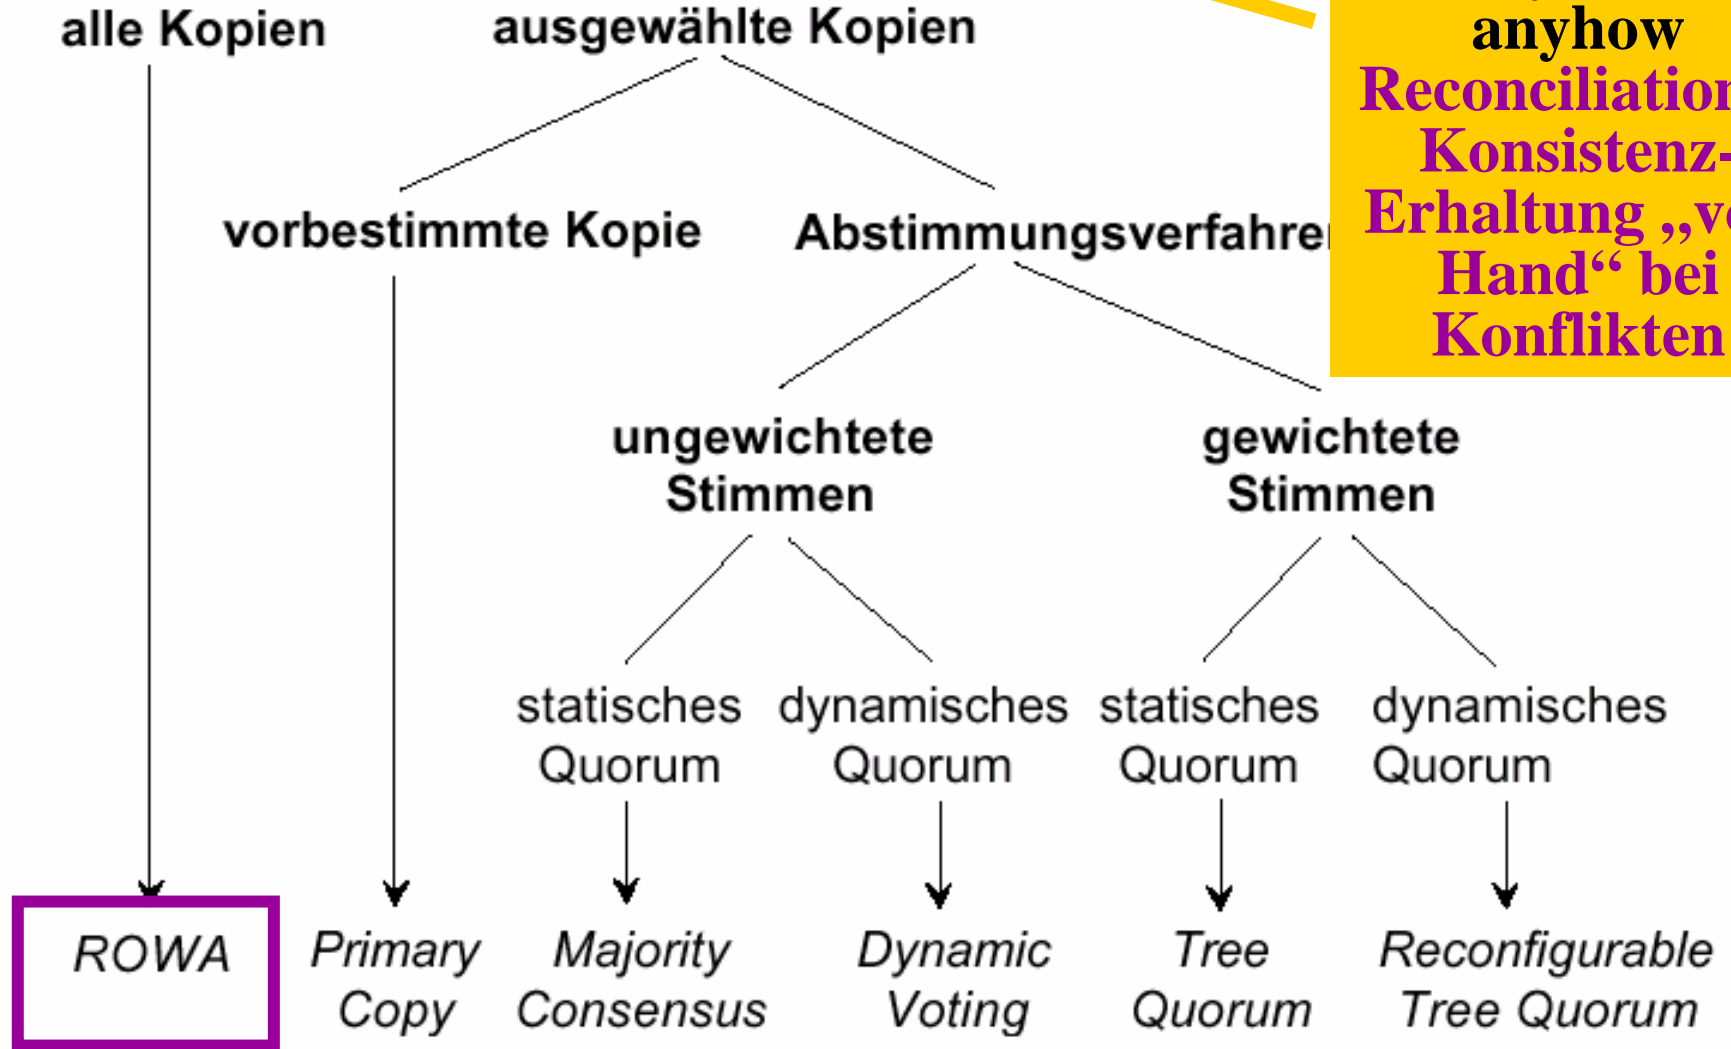 alle Kopien
ausgewählte Kopien
anyhow
Reconciliation
Konsistenz-
Erhaltung „v
Hand“ bei
Konflikten
vorbestimmte Kopie
Abstimmungsverfahre
ungewichtete
Stimmen
gewichtete
Stimmen
statisches
Quorum
dynamisches
Quorum
statisches
Quorum
dynamisches
Quorum
ROWA
Primary
Copy
Majority
Consensus
Dynamic
Voting
Tree
Quorum
Reconfigurable
Tree Quorum